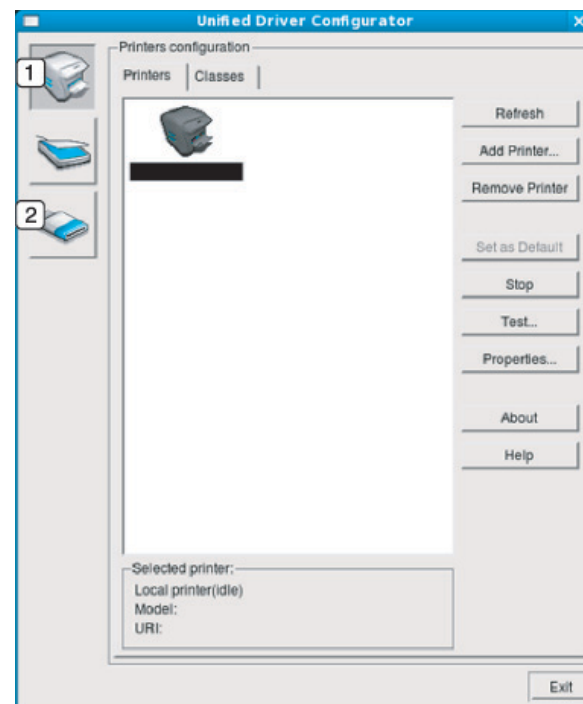 Unified Driver Configurator
1
2
Printers configuration
Printers Classes
Refresh
Add Printer...
Remove Printer
Set as Default
Stop
Test...
Properties...
About
Help
Selected printer:
Local printer(idle)
Model:
URI:
Exit